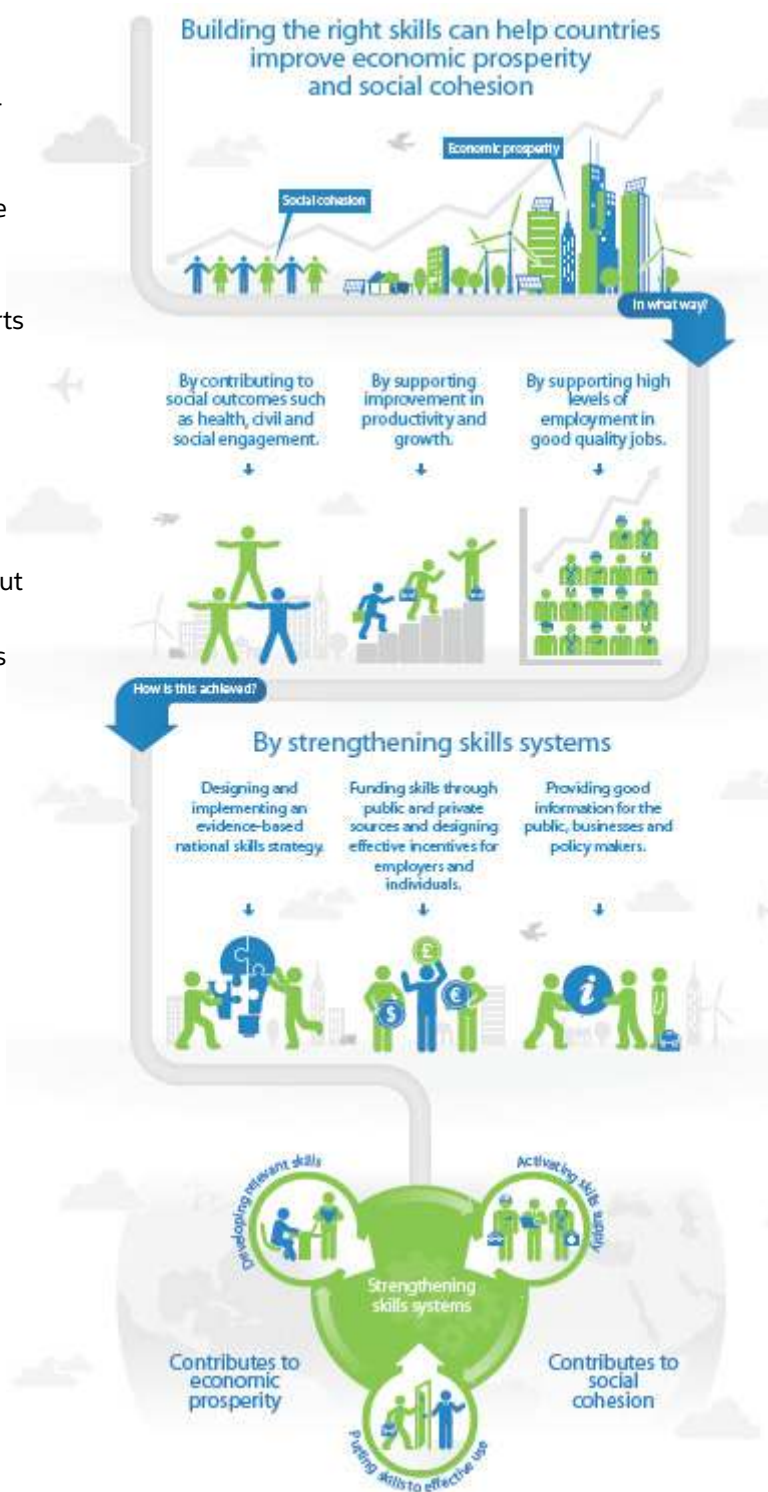 Building the right skills can help countries
improve economic prosperity
and social cohesion
Economic prosperity
Social cohesion
In what way?
By contributing to
social outcomes such
as health, civil and
social engagement.
By supporting
improvement in
productivity and
growth.
By supporting high
levels of
employment in
good quality jobs.
How is this achieved?
By strengthening skills systems
Designing and
implementing an
evidence-based
national skills strategy.
Funding skills through
public and private
sources and designing
effective incentives for
employers and
individuals.
Providing good
information for the
public, businesses and
policy makers.
£
$
€
i
Developing relevant skills
Activating skills supply
Strengthening
skills systems
Contributes to
economic
prosperity
Contributes to
social
cohesion
Putting skills to effective use